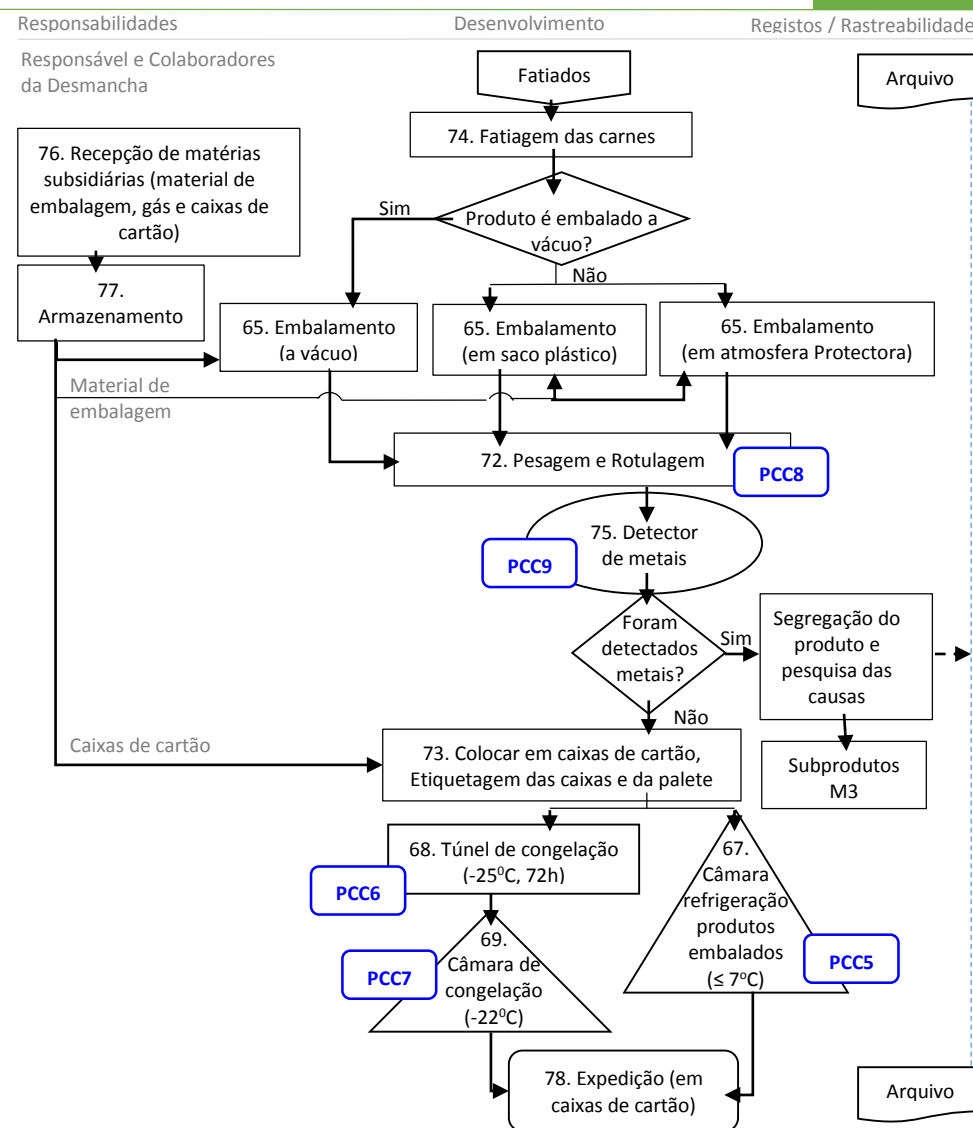 Responsabilidades
Desenvolvimento
Registos / Rastreabilidade
Responsável e Colaboradores
da Desmancha
Fatiados
Arquivo
74. Fatiagem das carnes
76. Recepção de matérias
subsidiárias (material de
embalagem, gás e caixas de
cartão)
Sim
Produto é embalado a
vácuo?
Não
77.
Armazenamento
65. Embalamento
(a vácuo)
65. Embalamento
(em saco plástico)
65. Embalamento
(em atmosfera Protectora)
Material de
embalagem
72. Pesagem e Rotulagem
PCC8
75. Detector
de metais
PCC9
Foram
detectados
metais?
Sim
Segregação do
produto e
pesquisa das
causas
Não
Caixas de cartão
73. Colocar em caixas de cartão,
Etiquetagem das caixas e da palete
Subprodutos
M3
68. Túnel de congelação
(-25⁰C, 72h)
PCC6
67.
Câmara
refrigeração
produtos
embalados
(≤ 7ºC)
PCC5
69.
Câmara de
congelação
(-22⁰C)
PCC7
78. Expedição (em
caixas de cartão)
Arquivo